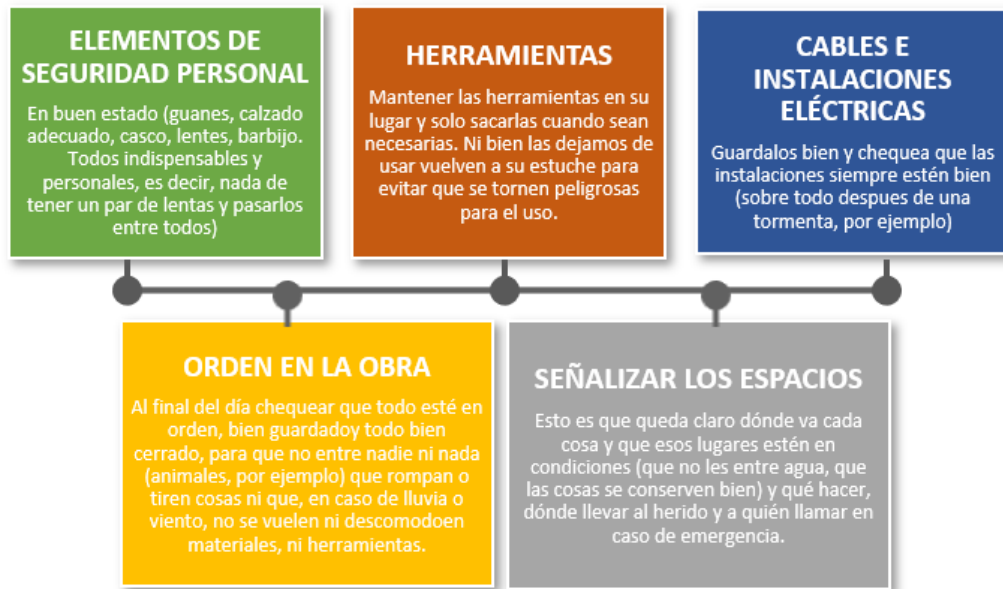 ELEMENTOS DE
SEGURIDAD PERSONAL
En buen estado (guanes, calzado
adecuado, casco, lentes, barbijo.
Todos indispensables y
personales, es decir, nada de
tener un par de lentas y pasarlos
entre todos)
HERRAMIENTAS
Mantener las herramientas en su
lugar y solo sacarlas cuando sean
necesarias. Ni bien las dejamos de
usar vuelven a su estuche para
evitar que se tornen peligrosas
para el uso.
CABLES E
INSTALACIONES
ELÉCTRICAS
Guardalos bien y chequea que las
instalaciones siempre estén bien
(sobre todo despues de una
tormenta, por ejemplo)
ORDEN EN LA OBRA
Al final del día chequear que todo esté en
orden, bien guardadoy todo bien
cerrado, para que no entre nadie ni nada
(animales, por ejemplo) que rompan o
tiren cosas ni que, en caso de lluvia o
viento, no se vuelen ni descomodoen
materiales, ni herramientas.
SEÑALIZAR LOS ESPACIOS
Esto es que queda claro dónde va cada
cosa y que esos lugares estén en
condiciones (que no les entre agua, que
las cosas se conserven bien) y qué hacer,
dónde llevar al herido y a quién llamar en
caso de emergencia.